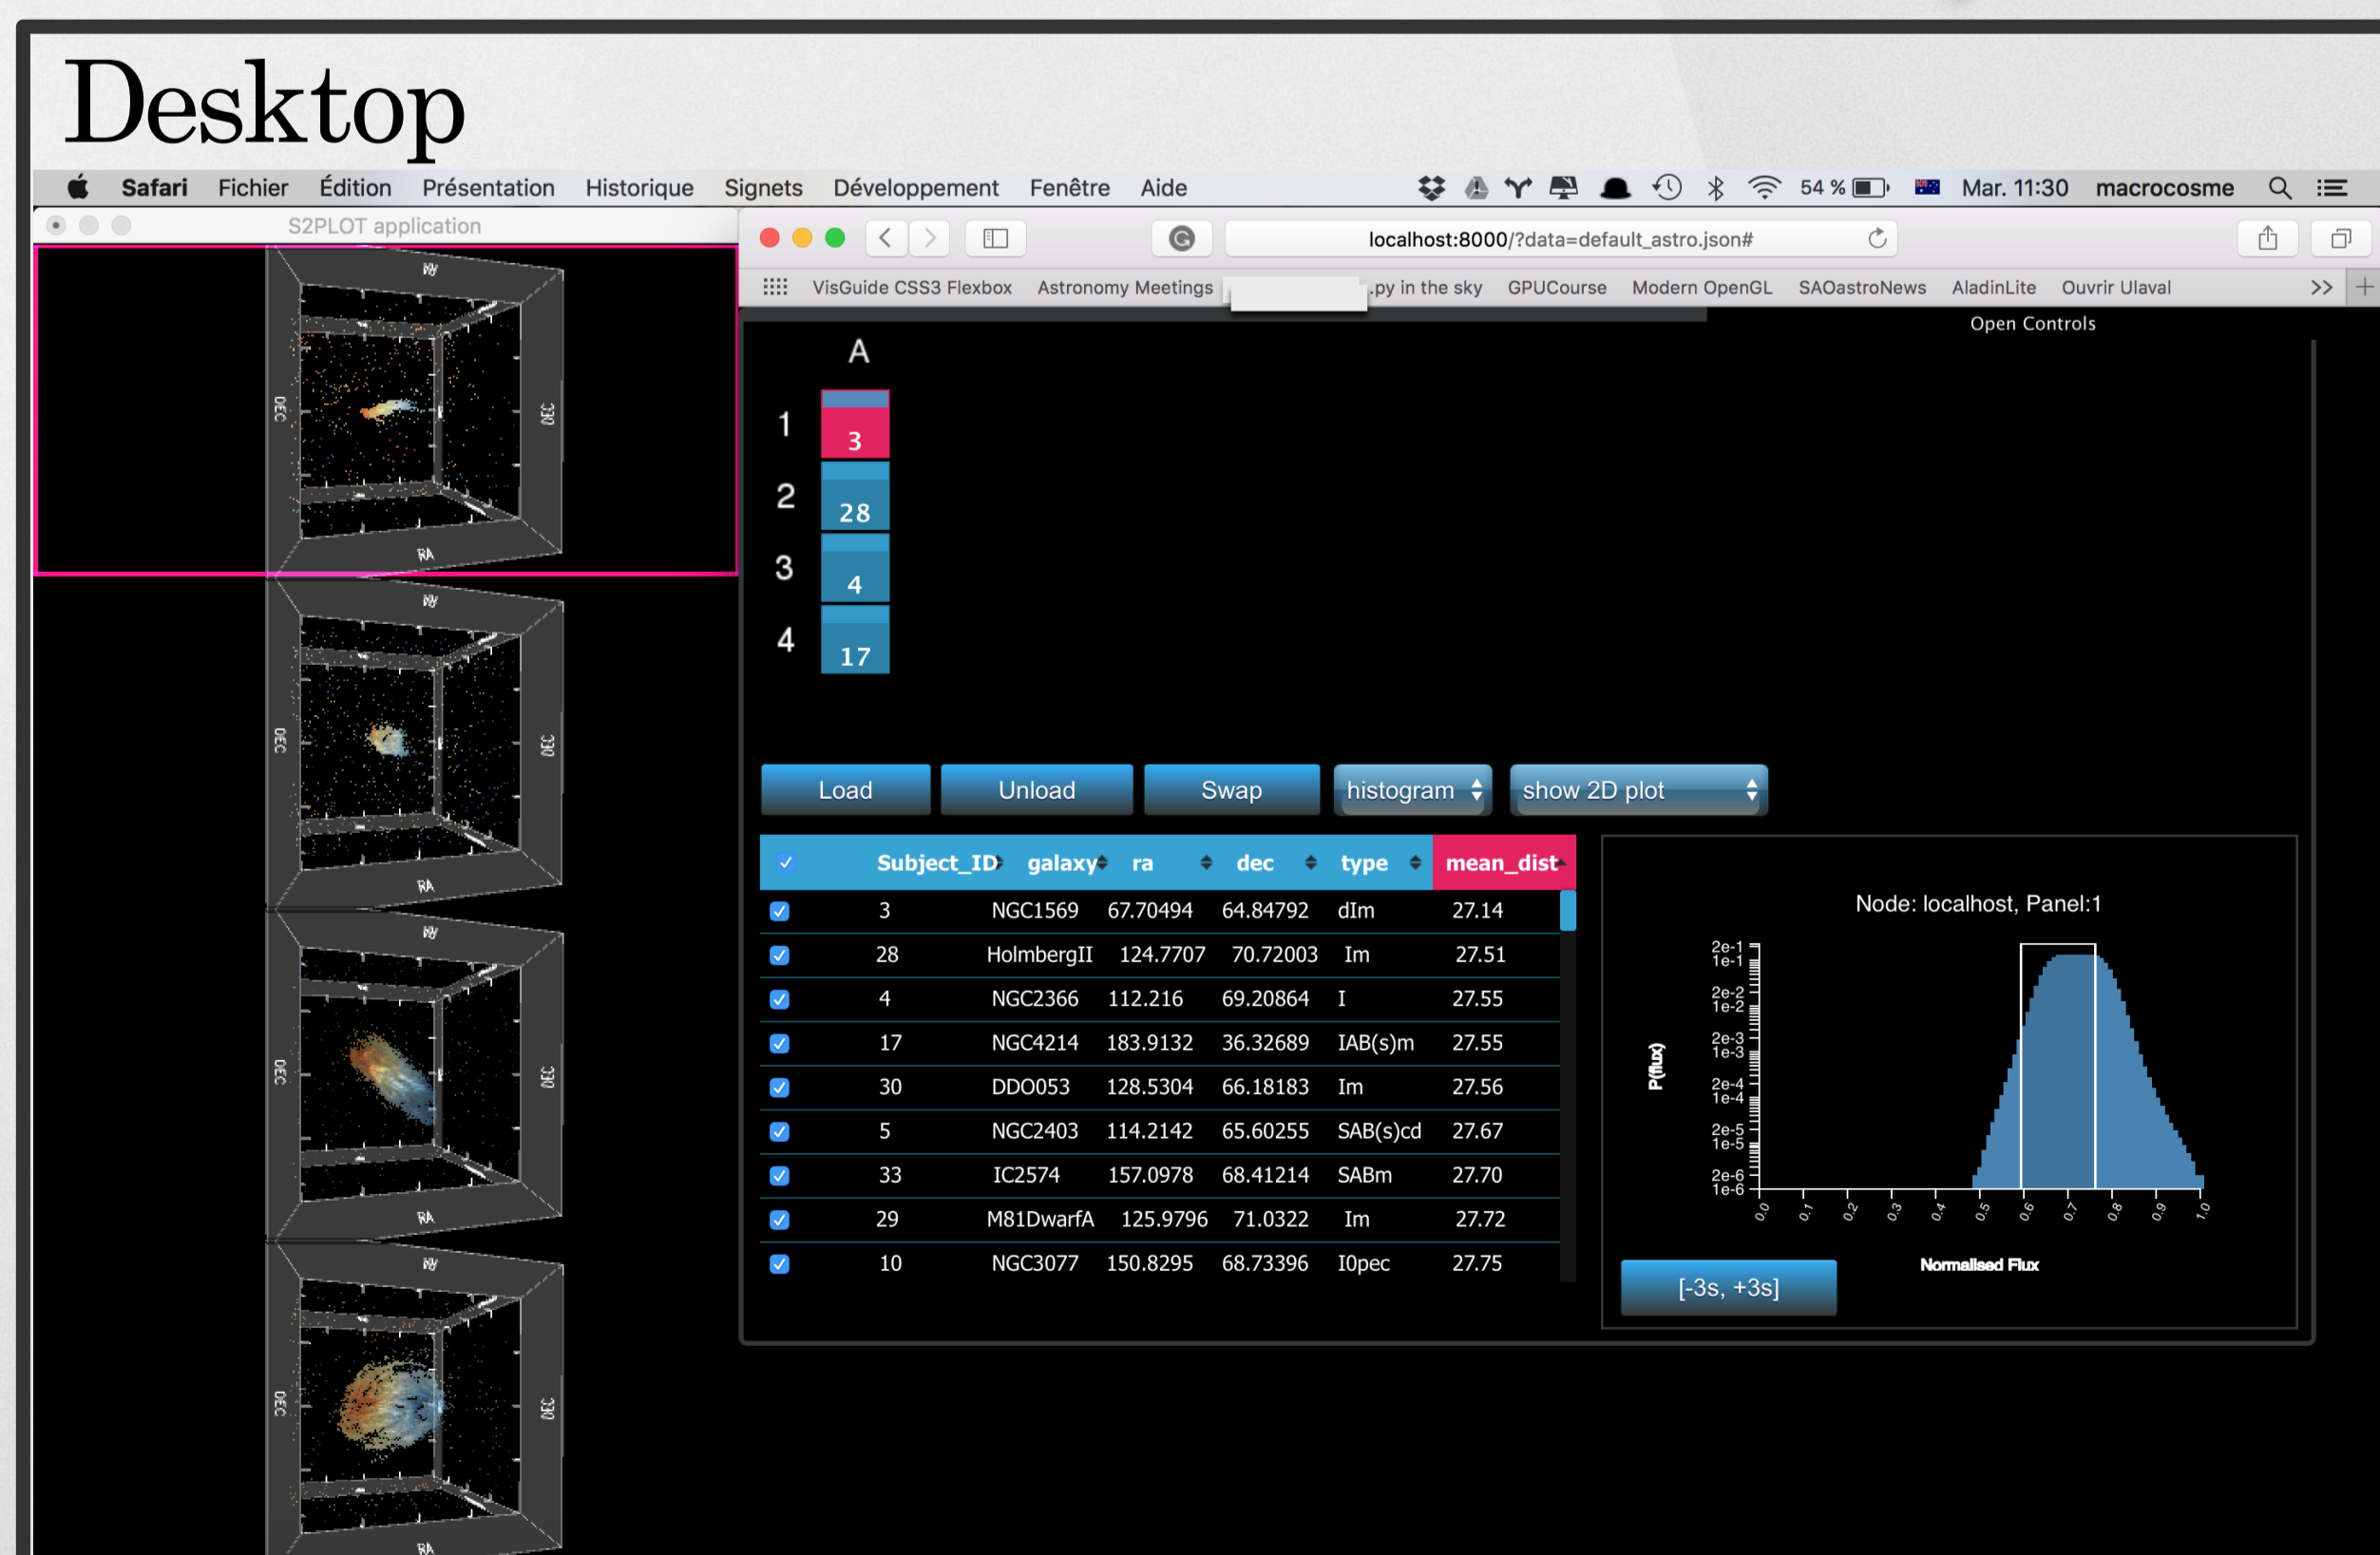 Desktop
Safari Fichier Édition Présentation Historique Signets Développement Fenêtre Aide 54 % Mar. 11:30 macrocosme
S2PLOT application
localhost:8000/?data=default_astro.json#
VisGuide CSS3 Flexbox Astronomy Meetings .py in the sky GPUCourse Modern OpenGL SAOastroNews AladinLite Ouvrir Ulaval >> +
Open Controls
DEC
DEC
RA
DEC
DEC
RA
DEC
DEC
RA
DEC
DEC
RA
A
1 3
2 28
3 4
4 17
Load Unload Swap histogram show 2D plot
Subject_ID galaxy ra dec type mean_dist
3 NGC1569 67.70494 64.84792 dIm 27.14
28 HolmbergII 124.7707 70.72003 Im 27.51
4 NGC2366 112.216 69.20864 I 27.55
17 NGC4214 183.9132 36.32689 IAB(s)m 27.55
30 DDO053 128.5304 66.18183 Im 27.56
5 NGC2403 114.2142 65.60255 SAB(s)cd 27.67
33 IC2574 157.0978 68.41214 SABm 27.70
29 M81DwarfA 125.9796 71.0322 Im 27.72
10 NGC3077 150.8295 68.73396 I0pec 27.75
Node: localhost, Panel:1
2e-1
1e-1
2e-2
1e-2
2e-3
1e-3
2e-4
1e-4
2e-5
1e-5
2e-6
1e-6
P(flux)
0.0 0.1 0.2 0.3 0.4 0.5 0.6 0.7 0.8 0.9 1.0
Normalised Flux
[-3s, +3s]